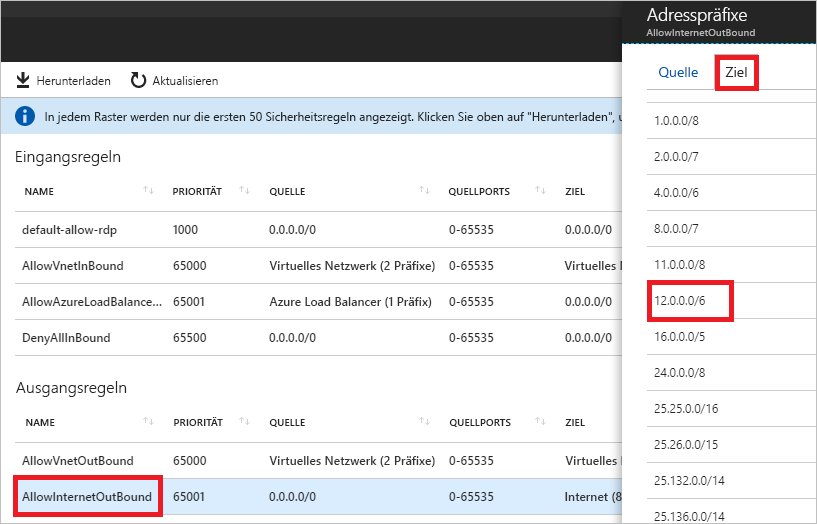 Adresspräfixe
AllowInternetOutBound
Herunterladen Aktualisieren
Quelle Ziel
In jedem Raster werden nur die ersten 50 Sicherheitsregeln angezeigt. Klicken Sie oben auf "Herunterladen", u
Eingangsregeln
NAME PRIORITÄT QUELLE QUELLPORTS ZIEL
default-allow-rdp 1000 0.0.0.0/0 0-65535 0.0.0.0/0
AllowVnetInBound 65000 Virtuelles Netzwerk (2 Präfixe) 0-65535 Virtuelles
AllowAzureLoadBalance... 65001 Azure Load Balancer (1 Präfix) 0-65535 0.0.0.0/0
DenyAllInBound 65500 0.0.0.0/0 0-65535 0.0.0.0/0
Ausgangsregeln
NAME PRIORITÄT QUELLE QUELLPORTS ZIEL
AllowVnetOutBound 65000 Virtuelles Netzwerk (2 Präfixe) 0-65535 Virtuelles
AllowInternetOutBound 65001 0.0.0.0/0 0-65535 Internet (8
1.0.0.0/8
2.0.0.0/7
4.0.0.0/6
8.0.0.0/7
11.0.0.0/8
12.0.0.0/6
16.0.0.0/5
24.0.0.0/8
25.25.0.0/16
25.26.0.0/15
25.132.0.0/14
25.136.0.0/14